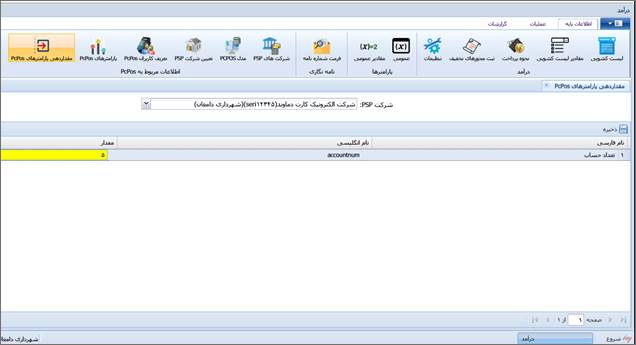 درآمد
اطلاعات پایه عملیات گزارشات
لیست کشویی مقادیر لیست کشویی نحوه پرداخت ثبت مجوزهای تخفیف تنظیمات عمومی مقادیر عمومی فرمت شماره نامه شرکت های PSP مدل PCPOS تعیین شرکت PSP تعریف کاربران PcPos پارامترهای PcPos مقداردهی پارامترهای PcPos
درآمد پارامترها نامه نگاری اطلاعات مربوط به PcPos
مقداردهی پارامترهای PcPos
شرکت PSP: شرکت الکترونیک کارت دماوند(seri۱۲۳۴۵)(شهرداری دامغان)
ذخیره
نام فارسی نام انگلیسی مقدار
۱ تعداد حساب accountnum ۵
صفحه ۱ از ۱
شروع درآمد شهرداری دامغان